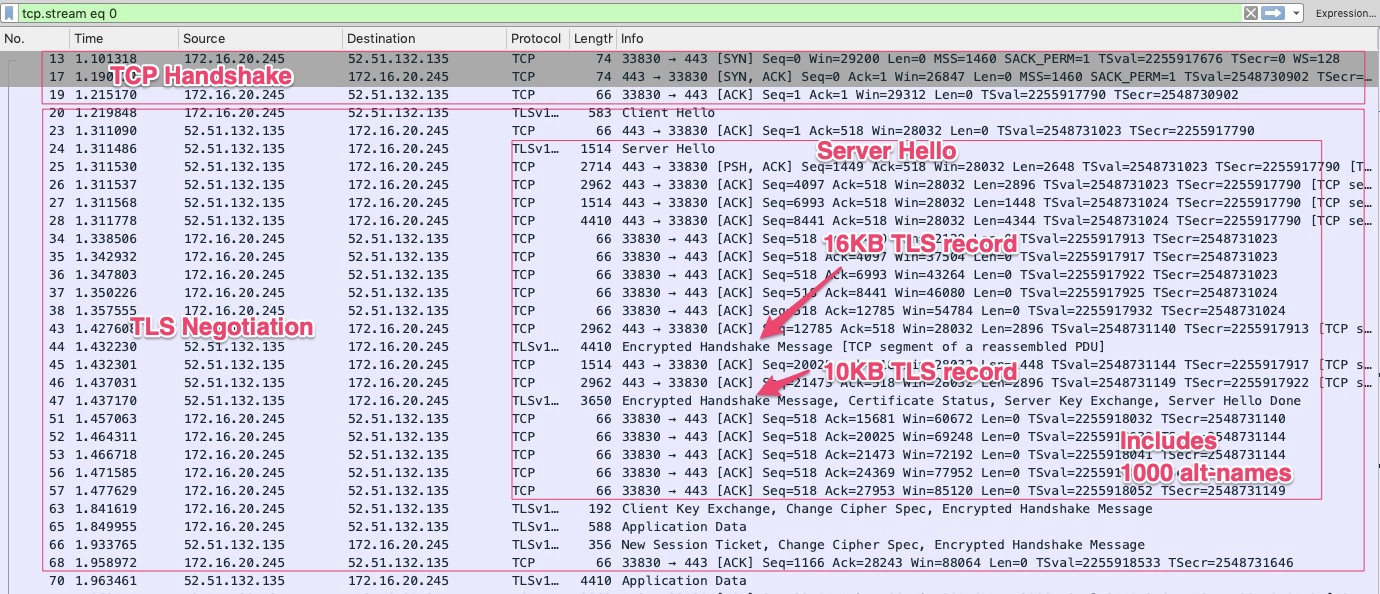 tcp.stream eq 0
Expression…
No. Time Source Destination Protocol Length Info
13 1.101318 172.16.20.245 52.51.132.135 TCP 74 33830 → 443 [SYN] Seq=0 Win=29200 Len=0 MSS=1460 SACK_PERM=1 TSval=2255917676 TSecr=0 WS=128
TCP Handshake
17 52.51.132.135 172.16.20.245 TCP 74 443 → 33830 [SYN, ACK] Seq=0 Ack=1 Win=26847 Len=0 MSS=1460 SACK_PERM=1 TSval=2548730902 TSecr=…
19 1.215170 172.16.20.245 52.51.132.135 TCP 66 33830 → 443 [ACK] Seq=1 Ack=1 Win=29312 Len=0 TSval=2255917790 TSecr=2548730902
20 1.219848 172.16.20.245 52.51.132.135 TLSv1… 583 Client Hello
23 1.311090 52.51.132.135 172.16.20.245 TCP 66 443 → 33830 [ACK] Seq=1 Ack=518 Win=28032 Len=0 TSval=2548731023 TSecr=2255917790
24 1.311486 52.51.132.135 172.16.20.245 TLSv1… 1514 Server Hello
Server Hello
25 1.311530 52.51.132.135 172.16.20.245 TCP 2714 443 → 33830 [PSH, ACK] Seq=1449 Ack=518 Win=28032 Len=2648 TSval=2548731023 TSecr=2255917790 [T…
26 1.311537 52.51.132.135 172.16.20.245 TCP 2962 443 → 33830 [ACK] Seq=4097 Ack=518 Win=28032 Len=2896 TSval=2548731023 TSecr=2255917790 [TCP se…
27 1.311568 52.51.132.135 172.16.20.245 TCP 1514 443 → 33830 [ACK] Seq=6993 Ack=518 Win=28032 Len=1448 TSval=2548731024 TSecr=2255917790 [TCP se…
28 1.311778 52.51.132.135 172.16.20.245 TCP 4410 443 → 33830 [ACK] Seq=8441 Ack=518 Win=28032 Len=4344 TSval=2548731024 TSecr=2255917790 [TCP se…
34 1.338506 172.16.20.245 52.51.132.135 TCP 66 33830 → 443 [ACK] Seq=518 Len=0 TSval=2255917913 TSecr=2548731023
16KB TLS record
35 1.342932 172.16.20.245 52.51.132.135 TCP 66 33830 → 443 [ACK] Seq=518 Ack=4097 Win=37504 Len=0 TSval=2255917917 TSecr=2548731023
36 1.347803 172.16.20.245 52.51.132.135 TCP 66 33830 → 443 [ACK] Seq=518 Ack=6993 Win=43264 Len=0 TSval=2255917922 TSecr=2548731023
37 1.350226 172.16.20.245 52.51.132.135 TCP 66 33830 → 443 [ACK] Seq=518 Ack=8441 Win=46080 Len=0 TSval=2255917925 TSecr=2548731024
38 1.357555 172.16.20.245 52.51.132.135 TCP 66 33830 → 443 [ACK] Seq=518 Ack=12785 Win=54784 Len=0 TSval=2255917932 TSecr=2548731024
TLS Negotiation
43 1.427608 52.51.132.135 172.16.20.245 TCP 2962 443 → 33830 [ACK] Seq=12785 Ack=518 Win=28032 Len=2896 TSval=2548731140 TSecr=2255917913 [TCP s…
44 1.432230 52.51.132.135 172.16.20.245 TLSv1… 4410 Encrypted Handshake Message [TCP segment of a reassembled PDU]
45 1.432301 52.51.132.135 172.16.20.245 TCP 1514 443 → 33830 [ACK] Ack=518 Win=28032 Len=1448 TSval=2548731144 TSecr=2255917917 [TCP s…
10KB TLS record
46 1.437031 52.51.132.135 172.16.20.245 TCP 2962 443 → 33830 [ACK] Seq=21473 Ack=518 Win=28032 Len=2896 TSval=2548731149 TSecr=2255917922 [TCP s…
47 1.437170 52.51.132.135 172.16.20.245 TLSv1… 3650 Encrypted Handshake Message, Certificate Status, Server Key Exchange, Server Hello Done
51 1.457063 172.16.20.245 52.51.132.135 TCP 66 33830 → 443 [ACK] Seq=518 Ack=15681 Win=60672 Len=0 TSval=2255918032 TSecr=2548731140
52 1.464311 172.16.20.245 52.51.132.135 TCP 66 33830 → 443 [ACK] Seq=518 Ack=20025 Win=69248 Len=0 TSecr=2548731144
Includes
53 1.466718 172.16.20.245 52.51.132.135 TCP 66 33830 → 443 [ACK] Seq=518 Ack=21473 Win=72192 Len=0 TSval=2255918041 TSecr=2548731144
56 1.471585 172.16.20.245 52.51.132.135 TCP 66 33830 → 443 [ACK] Seq=518 Ack=24369 Win=77952 Len=0
1000 alt-names
57 1.477629 172.16.20.245 52.51.132.135 TCP 66 33830 → 443 [ACK] Seq=518 Ack=27953 Win=85120 Len=0 TSval=2255918052 TSecr=2548731149
63 1.841619 172.16.20.245 52.51.132.135 TLSv1… 192 Client Key Exchange, Change Cipher Spec, Encrypted Handshake Message
65 1.849955 172.16.20.245 52.51.132.135 TLSv1… 588 Application Data
66 1.933765 52.51.132.135 172.16.20.245 TLSv1… 356 New Session Ticket, Change Cipher Spec, Encrypted Handshake Message
68 1.958972 172.16.20.245 52.51.132.135 TCP 66 33830 → 443 [ACK] Seq=1166 Ack=28243 Win=88064 Len=0 TSval=2255918533 TSecr=2548731646
70 1.963461 52.51.132.135 172.16.20.245 TLSv1… 4410 Application Data